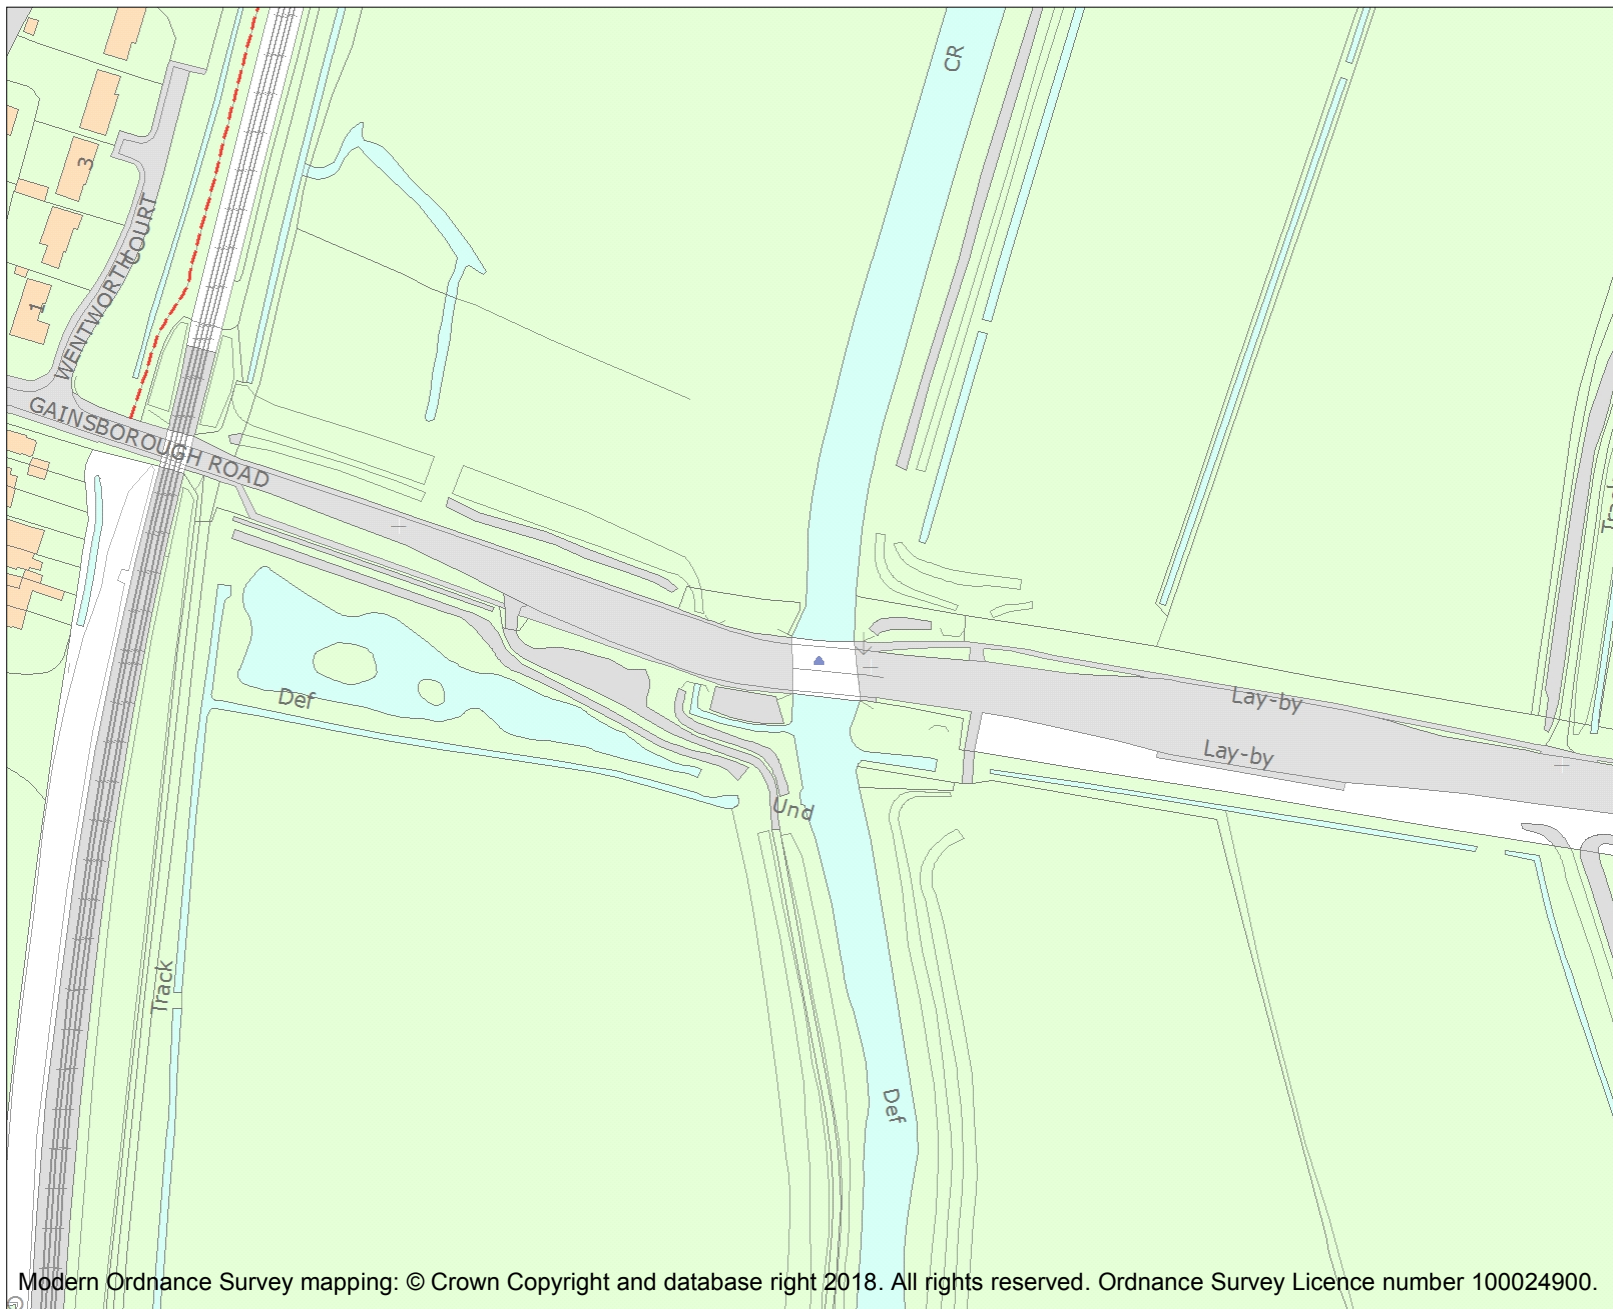 CR
3
WENTWORTH COURT
1
GAINSBOROUGH ROAD
Def
Lay-by
Lay-by
Und
Track
Def
Modern Ordnance Survey mapping: © Crown Copyright and database right 2018. All rights reserved. Ordnance Survey Licence number 100024900.